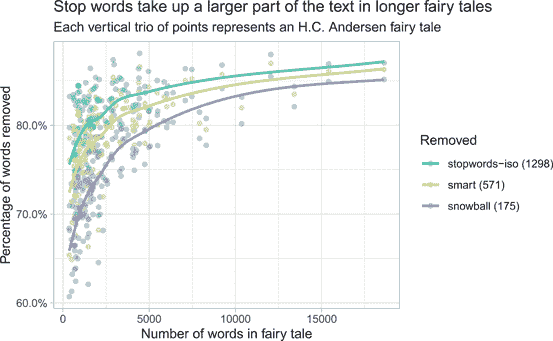 Stop words take up a larger part of the text in longer fairy tales
Each vertical trio of points represents an H.C. Andersen fairy tale
Percentage of words removed
80.0%
70.0%
60.0%
0
5000
10000
15000
Number of words in fairy tale
Removed
stopwords-iso (1298)
smart (571)
snowball (175)